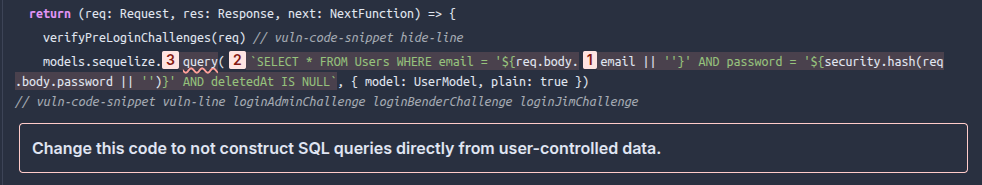 return (req: Request, res: Response, next: NextFunction) => {
verifyPreLoginChallenges(req) // vuln-code-snippet hide-line
models.sequelize. 3 query( 2 `SELECT * FROM Users WHERE email = '${req.body. 1 email || ''}' AND password = '${security.hash(req
.body.password || '')}' AND deletedAt IS NULL`, { model: UserModel, plain: true })
// vuln-code-snippet vuln-line loginAdminChallenge loginBenderChallenge loginJimChallenge
Change this code to not construct SQL queries directly from user-controlled data.